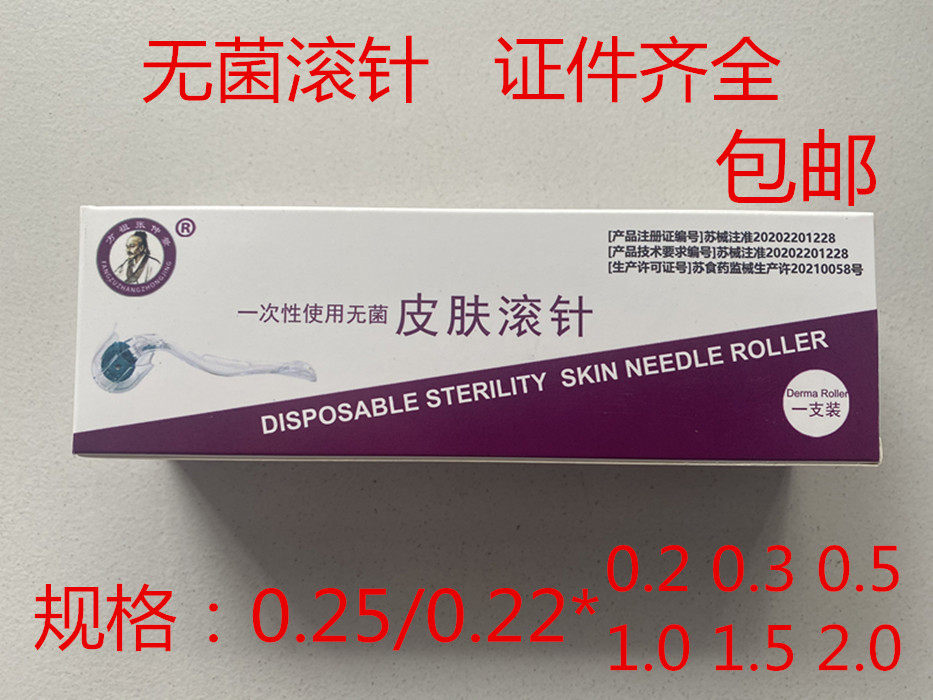 无菌滚针 证件齐全
包邮
方祖张仲景
FANGZUZHANGZHONGJING
®
[产品注册证编号]苏械注准20202201228
[产品技术要求编号]苏械注准20202201228
[生产许可证号]苏食药监械生产许20210058号
一次性使用无菌 皮肤滚针
DISPOSABLE STERILITY SKIN NEEDLE ROLLER
Derma Roller
一支装
规格：0.25/0.22*
0.2 0.3 0.5
1.0 1.5 2.0